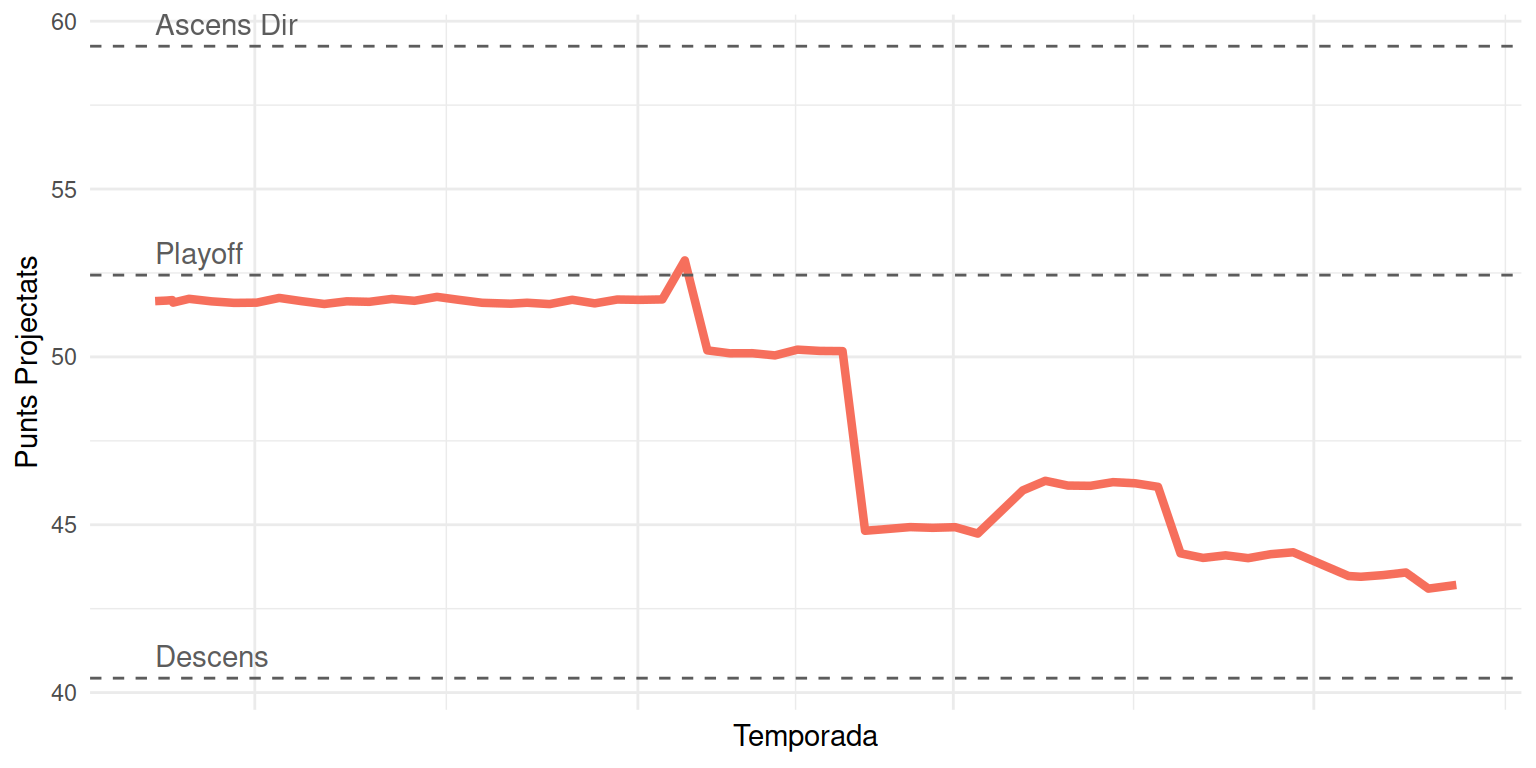 60
Ascens Dir
55
Playoff
50
45
Descens
40
Punts Projectats
Temporada